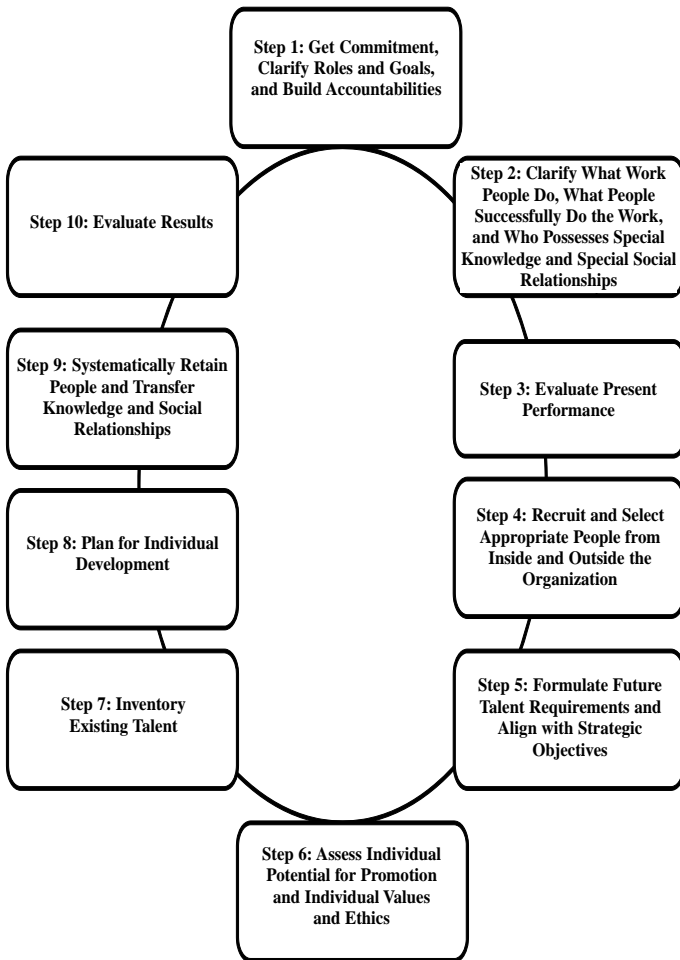 Step 1: Get Commitment,
Clarify Roles and Goals,
and Build Accountabilities
Step 2: Clarify What Work
People Do, What People
Successfully Do the Work,
and Who Possesses Special
Knowledge and Special Social
Relationships
Step 3: Evaluate Present
Performance
Step 4: Recruit and Select
Appropriate People from
Inside and Outside the
Organization
Step 5: Formulate Future
Talent Requirements and
Align with Strategic
Objectives
Step 6: Assess Individual
Potential for Promotion
and Individual Values
and Ethics
Step 7: Inventory
Existing Talent
Step 8: Plan for Individual
Development
Step 9: Systematically Retain
People and Transfer
Knowledge and Social
Relationships
Step 10: Evaluate Results